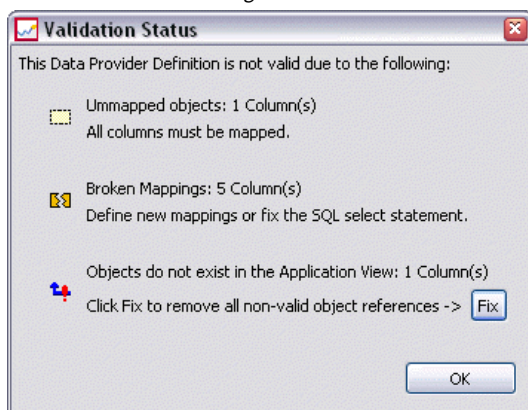 Validation Status
This Data Provider Definition is not valid due to the following:
Ummapped objects: 1 Column(s)
All columns must be mapped.
Broken Mappings: 5 Column(s)
Define new mappings or fix the SQL select statement.
Objects do not exist in the Application View: 1 Column(s)
Click Fix to remove all non-valid object references -> Fix
OK